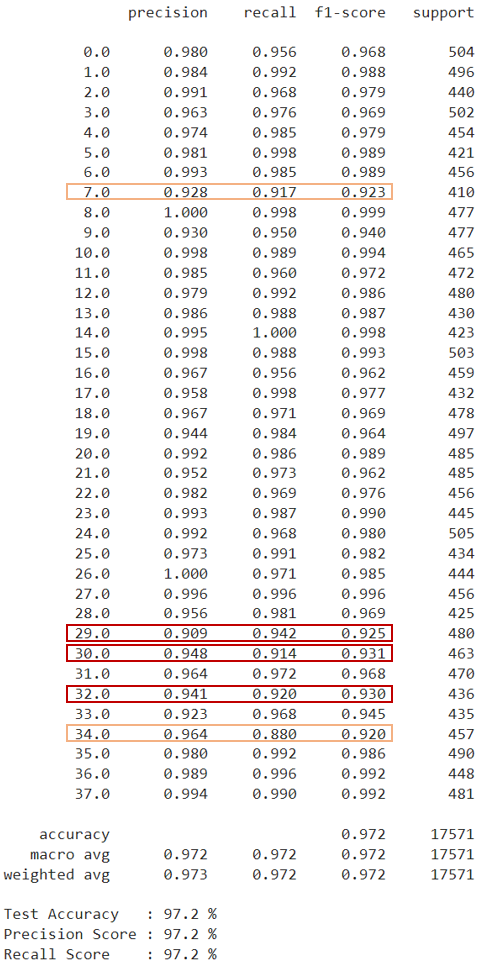 precision recall f1-score support
0.0 0.980 0.956 0.968 504
1.0 0.984 0.992 0.988 496
2.0 0.991 0.968 0.979 440
3.0 0.963 0.976 0.969 502
4.0 0.974 0.985 0.979 454
5.0 0.981 0.998 0.989 421
6.0 0.993 0.985 0.989 456
7.0 0.928 0.917 0.923 410
8.0 1.000 0.998 0.999 477
9.0 0.930 0.950 0.940 477
10.0 0.998 0.989 0.994 465
11.0 0.985 0.960 0.972 472
12.0 0.979 0.992 0.986 480
13.0 0.986 0.988 0.987 430
14.0 0.995 1.000 0.998 423
15.0 0.998 0.988 0.993 503
16.0 0.967 0.956 0.962 459
17.0 0.958 0.998 0.977 432
18.0 0.967 0.971 0.969 478
19.0 0.944 0.984 0.964 497
20.0 0.992 0.986 0.989 485
21.0 0.952 0.973 0.962 485
22.0 0.982 0.969 0.976 456
23.0 0.993 0.987 0.990 445
24.0 0.992 0.968 0.980 505
25.0 0.973 0.991 0.982 434
26.0 1.000 0.971 0.985 444
27.0 0.996 0.996 0.996 456
28.0 0.956 0.981 0.969 425
29.0 0.909 0.942 0.925 480
30.0 0.948 0.914 0.931 463
31.0 0.964 0.972 0.968 470
32.0 0.941 0.920 0.930 436
33.0 0.923 0.968 0.945 435
34.0 0.964 0.880 0.920 457
35.0 0.980 0.992 0.986 490
36.0 0.989 0.996 0.992 448
37.0 0.994 0.990 0.992 481
accuracy 0.972 17571
macro avg 0.972 0.972 0.972 17571
weighted avg 0.973 0.972 0.972 17571
Test Accuracy : 97.2 %
Precision Score : 97.2 %
Recall Score : 97.2 %